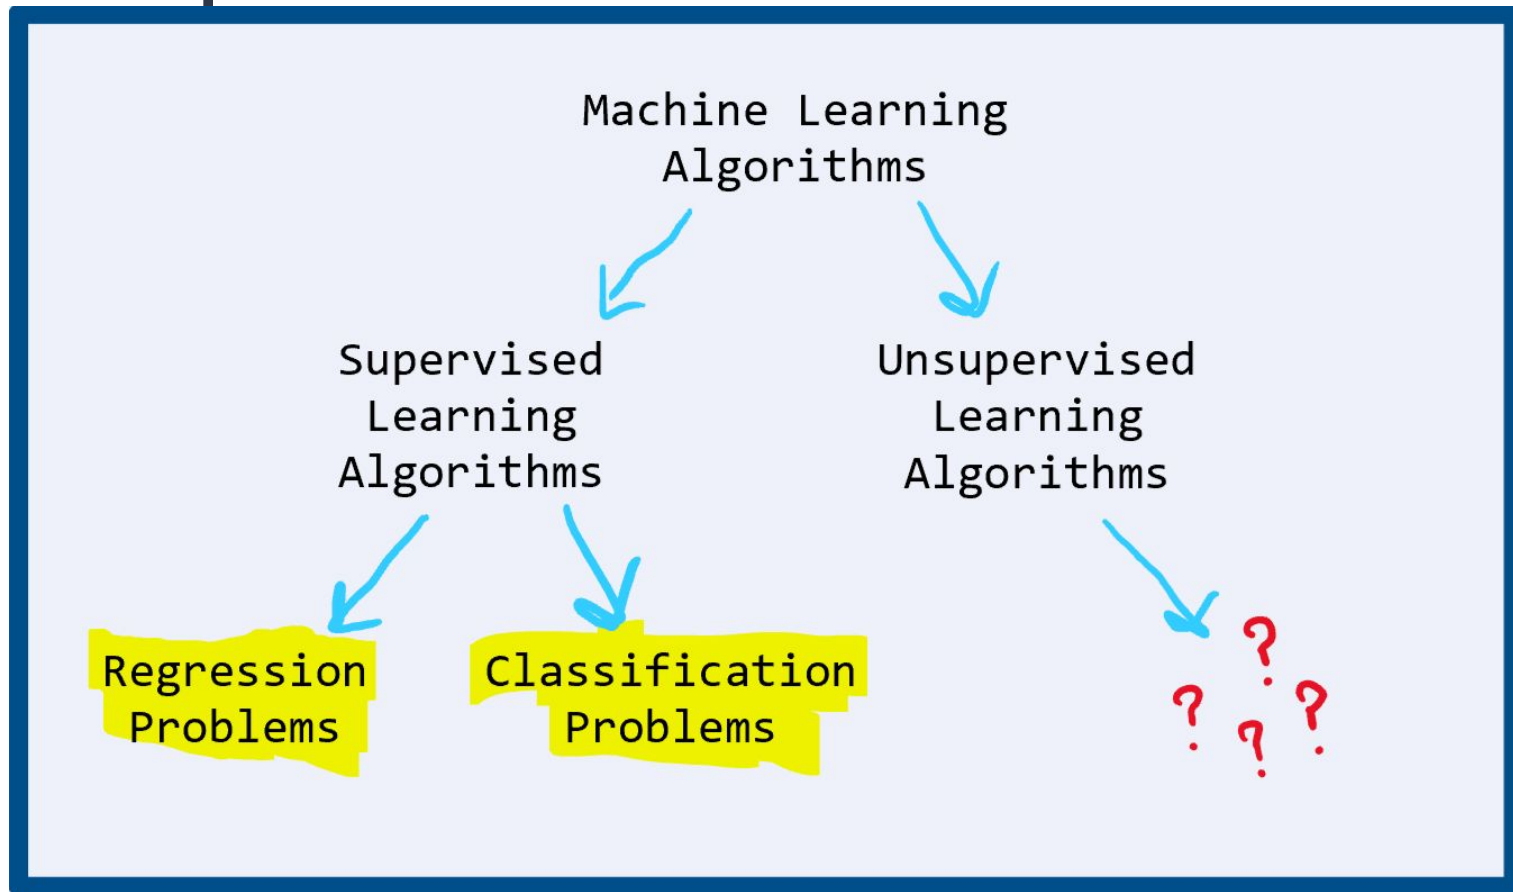 Machine Learning
Algorithms
Supervised
Learning
Algorithms
Unsupervised
Learning
Algorithms
Regression
Problems
Classification
Problems
?
?
?
?